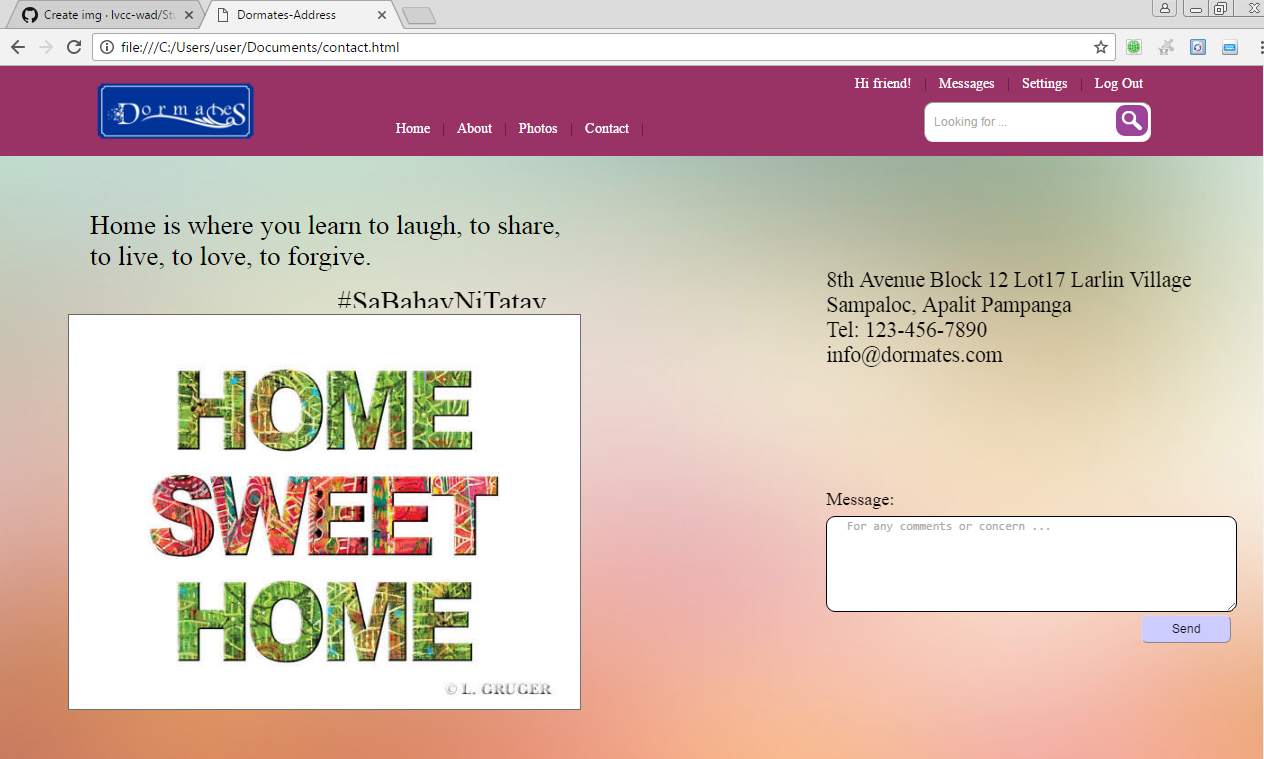 Create img · lvcc-wad/Stu
Dormates-Address
file:///C:/Users/user/Documents/contact.html
Dormates
Hi friend!
Messages
Settings
Log Out
Home
About
Photos
Contact
Looking for ...
Home is where you learn to laugh, to share,
to live, to love, to forgive.
#SaBahayNiTatay
HOME
SWEET
HOME
© L. GRUGER
8th Avenue Block 12 Lot17 Larlin Village
Sampaloc, Apalit Pampanga
Tel: 123-456-7890
info@dormates.com
Message:
For any comments or concern ...
Send